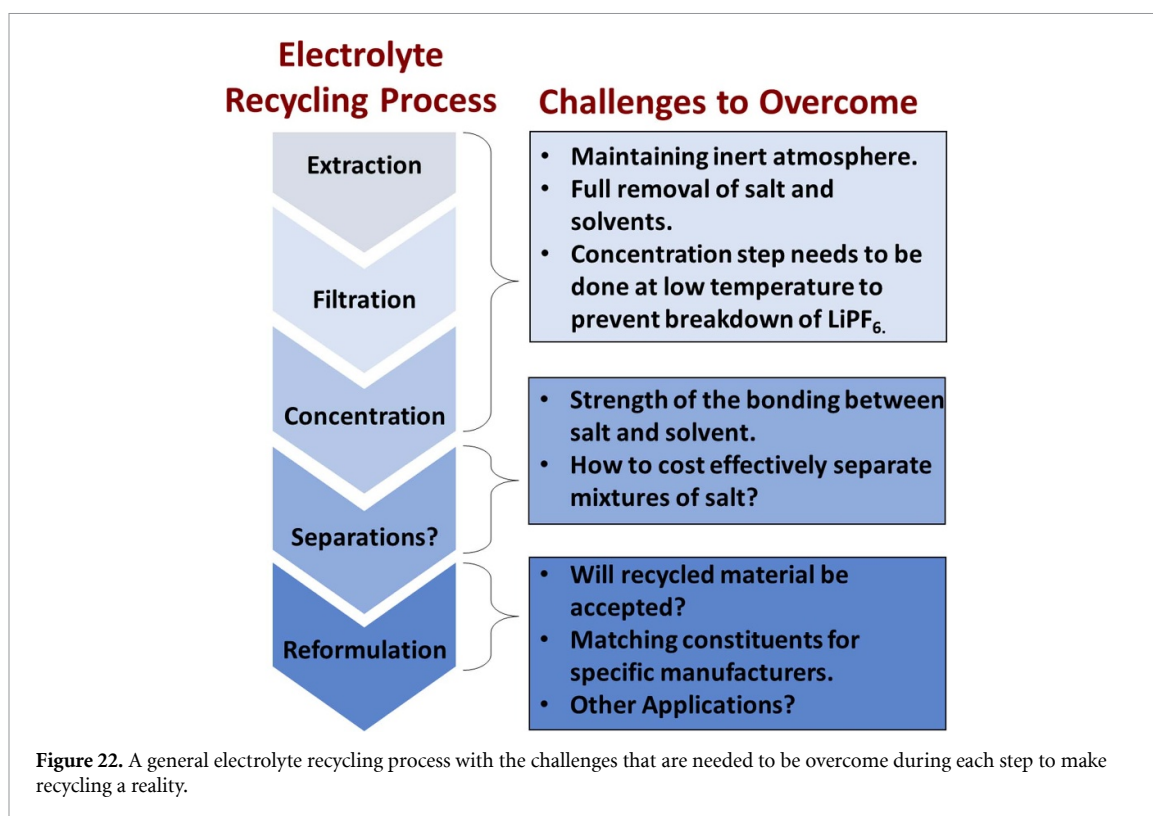 Electrolyte
Recycling Process
Challenges to Overcome
Extraction
Filtration
Concentration
Separations?
Reformulation
• Maintaining inert atmosphere.
• Full removal of salt and
solvents.
• Concentration step needs to be
done at low temperature to
prevent breakdown of LiPF₆.
• Strength of the bonding between
salt and solvent.
• How to cost effectively separate
mixtures of salt?
• Will recycled material be
accepted?
• Matching constituents for
specific manufacturers.
• Other Applications?
Figure 22. A general electrolyte recycling process with the challenges that are needed to be overcome during each step to make
recycling a reality.